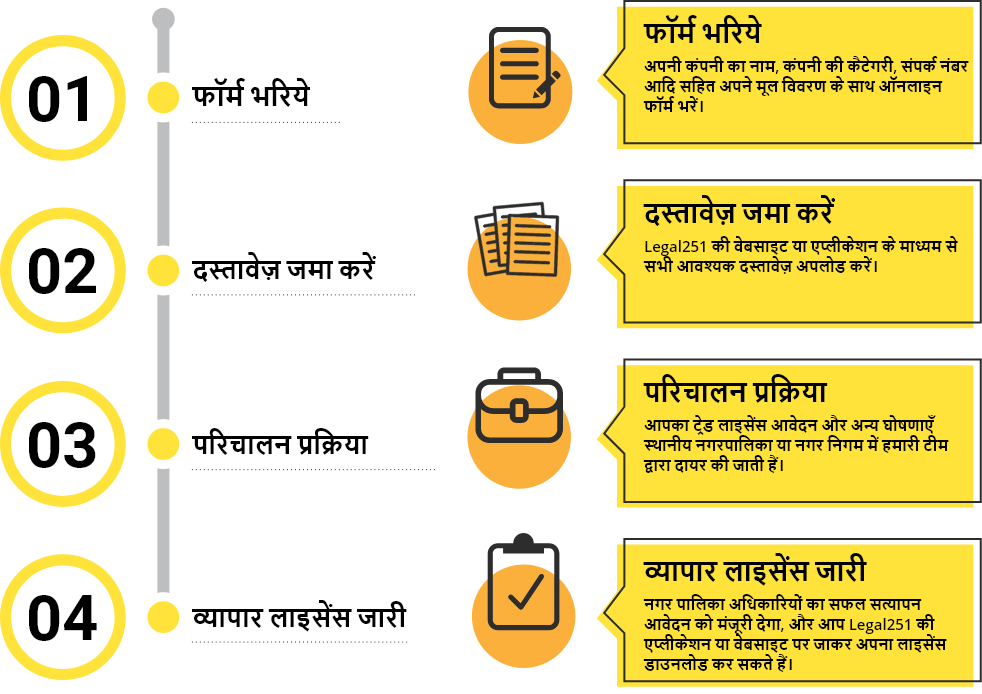 01
फॉर्म भरिये
फॉर्म भरिये
अपनी कंपनी का नाम, कंपनी की कैटेगरी, संपर्क नंबर
आदि सहित अपने मूल विवरण के साथ ऑनलाइन
फॉर्म भरें।
02
दस्तावेज़ जमा करें
दस्तावेज़ जमा करें
Legal251 की वेबसाइट या एप्लीकेशन के माध्यम से
सभी आवश्यक दस्तावेज़ अपलोड करें।
03
परिचालन प्रक्रिया
परिचालन प्रक्रिया
आपका ट्रेड लाइसेंस आवेदन और अन्य घोषणाएँ
स्थानीय नगरपालिका या नगर निगम में हमारी टीम
द्वारा दायर की जाती हैं।
04
व्यापार लाइसेंस जारी
व्यापार लाइसेंस जारी
नगर पालिका अधिकारियों का सफल सत्यापन
आवेदन को मंजूरी देगा, और आप Legal251 की
एप्लीकेशन या वेबसाइट पर जाकर अपना लाइसेंस
डाउनलोड कर सकते हैं।